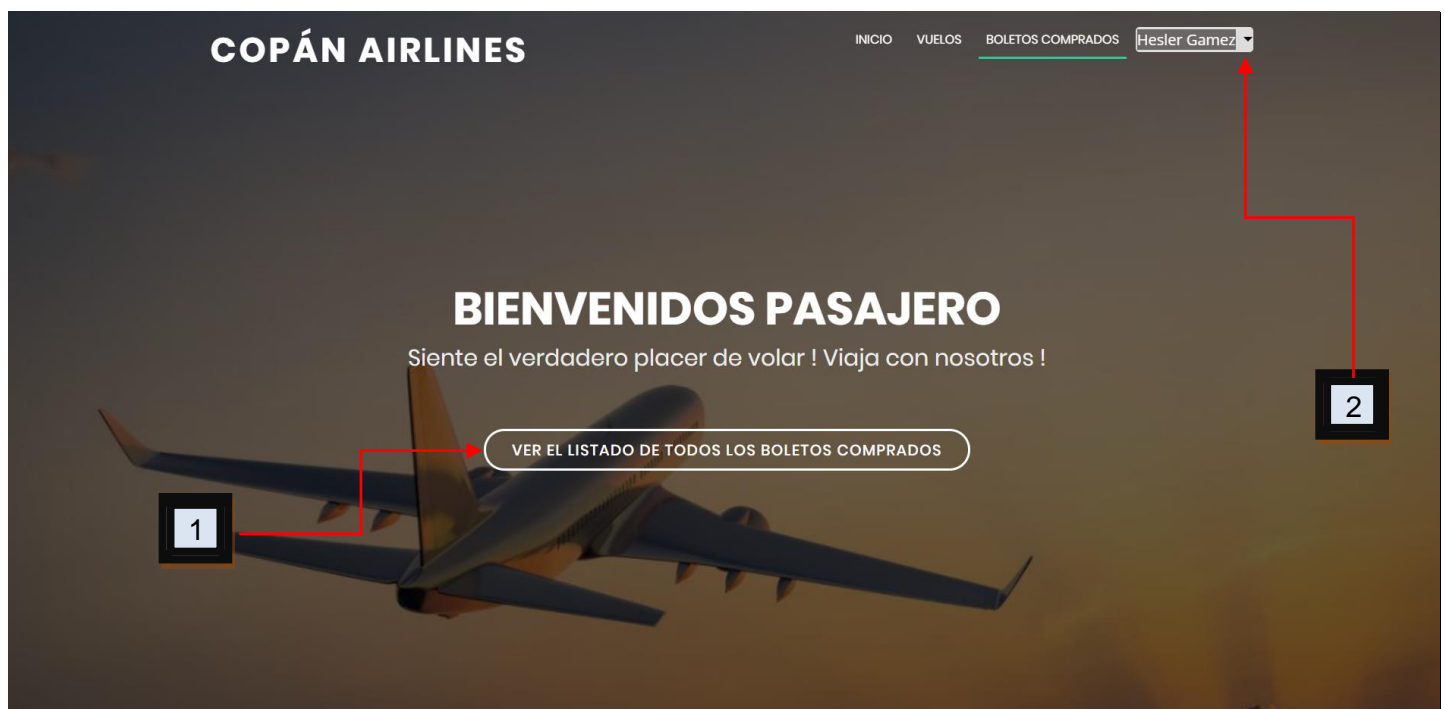 COPÁN AIRLINES
INICIO VUELOS BOLETOS COMPRADOS Hesler Gamez
BIENVENIDOS PASAJERO
Siente el verdadero placer de volar ! Viaja con nosotros !
2
VER EL LISTADO DE TODOS LOS BOLETOS COMPRADOS
1